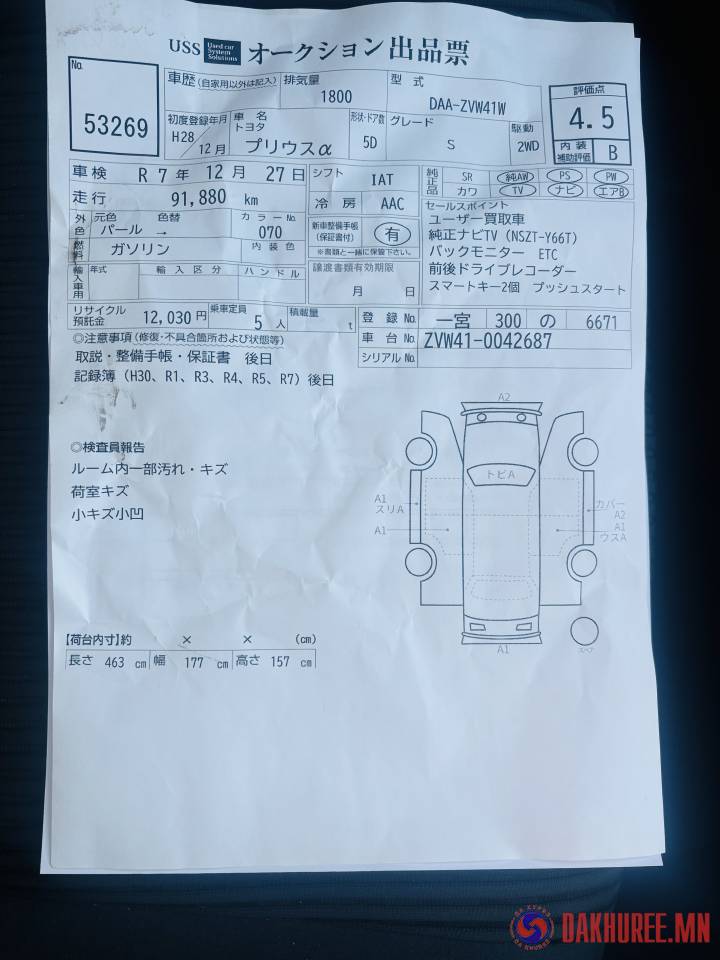 USS Used car System Solutions オークション出品票
No. 53269
車歴 (自家用以外は記入)
排気量 1800
型式 DAA-ZVW41W
評価点 4.5
内装補助評価 B
初度登録年月 H28 12月
車名 トヨタ プリウスα
形状・ドア数 5D
グレード S
駆動 2WD
車検 R 7 年 12 月 27 日
シフト IAT
純正品 SR 純AW PS PW
カワ TV ナビ エアB
走行 91,880 km
冷房 AAC
セールスポイント
ユーザー買取車
純正ナビTV (NSZT-Y66T)
バックモニター ETC
前後ドライブレコーダー
スマートキー2個 プッシュスタート
外色 元色 色替 パール →
カラーNo. 070
新車整備手帳 (保証書付) 有
※書類と一緒に保管下さい。
燃料 ガソリン
内装色
輸入車用 年式 輸入区分 ハンドル
譲渡書類有効期限
月 日
リサイクル預託金 12,030 円
乗車定員 5 人
積載量 t
登録No. 一宮 300 の 6671
車台No. ZVW41-0042687
シリアルNo.
◎注意事項 (修復・不具合箇所および状態等)
取説・整備手帳・保証書 後日
記録簿 (H30、R1、R3、R4、R5、R7) 後日
◎検査員報告
ルーム内一部汚れ・キズ
荷室キズ
小キズ小凹
A2
トビA
A1
スリA
A1
カバー
A2
A1
ウスA
A1
【荷台内寸】約 × × (cm)
長さ 463 cm 幅 177 cm 高さ 157 cm
DAKHUREE.MN